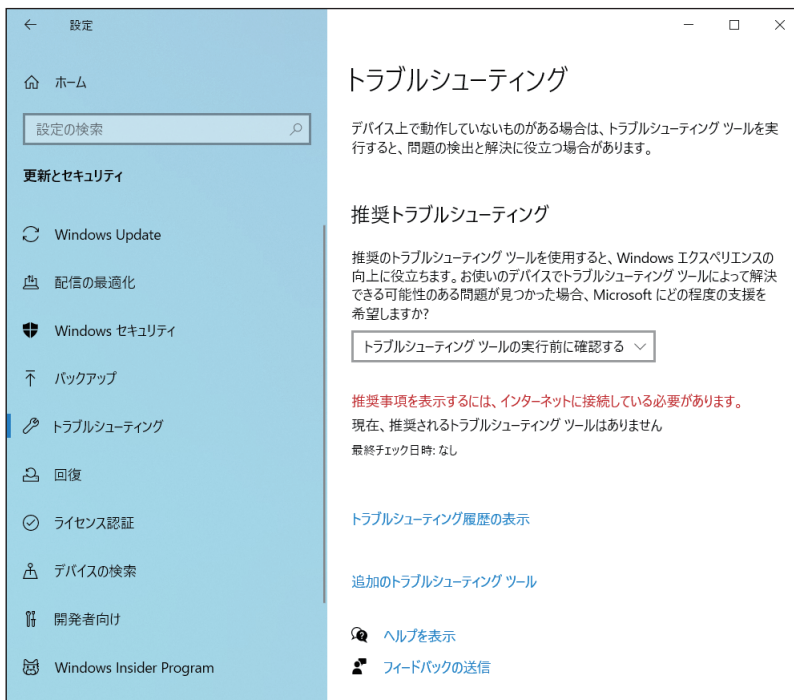 設定
ホーム
設定の検索
更新とセキュリティ
Windows Update
配信の最適化
Windows セキュリティ
バックアップ
トラブルシューティング
回復
ライセンス認証
デバイスの検索
開発者向け
Windows Insider Program
トラブルシューティング
デバイス上で動作していないものがある場合は、トラブルシューティング ツールを実
行すると、問題の検出と解決に役立つ場合があります。
推奨トラブルシューティング
推奨のトラブルシューティング ツールを使用すると、Windows エクスペリエンスの
向上に役立ちます。お使いのデバイスでトラブルシューティング ツールによって解決
できる可能性のある問題が見つかった場合、Microsoft にどの程度の支援を
希望しますか?
トラブルシューティング ツールの実行前に確認する
推奨事項を表示するには、インターネットに接続している必要があります。
現在、推奨されるトラブルシューティング ツールはありません
最終チェック日時: なし
トラブルシューティング履歴の表示
追加のトラブルシューティング ツール
ヘルプを表示
フィードバックの送信